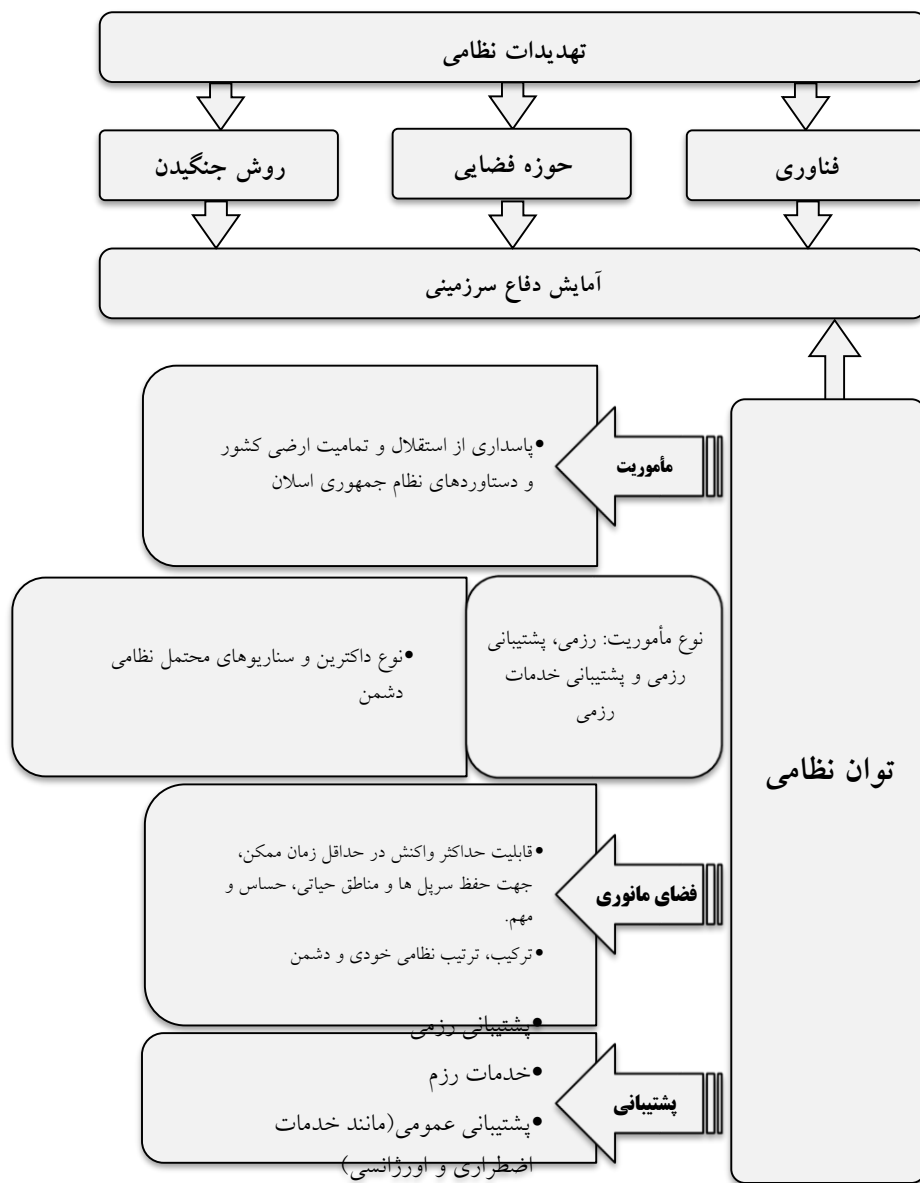 تهدیدات نظامی
فناوری
حوزه فضایی
روش جنگیدن
آمایش دفاع سرزمینی
توان نظامی
مأموریت
•پاسداری از استقلال و تمامیت ارضی کشور
و دستاوردهای نظام جمهوری اسلان
نوع مأموریت: رزمی، پشتیبانی
رزمی و پشتیبانی خدمات
رزمی
•نوع داکترین و سناریوهای محتمل نظامی
دشمن
فضای مانوری
•قابلیت حداکثر واکنش در حداقل زمان ممکن،
جهت حفظ سرپل ها و مناطق حیاتی، حساس و
مهم.
•ترکیب، ترتیب نظامی خودی و دشمن
پشتیبانی
•پشتیبانی رزمی
•خدمات رزم
•پشتیبانی عمومی(مانند خدمات
اضطراری و اورژانسی)